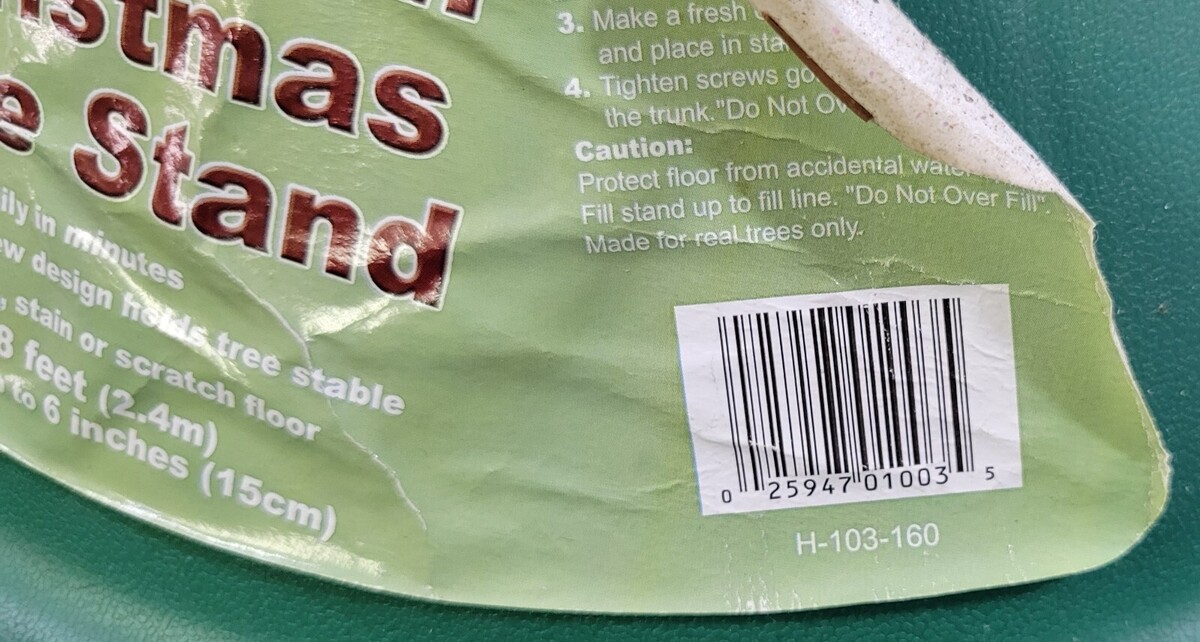 stmas
e Stand
ily in minutes
ew design holds tree stable
, stain or scratch floor
8 feet (2.4m)
to 6 inches (15cm)
3. Make a fresh
and place in sta
4. Tighten screws go
the trunk."Do Not Ov
Caution:
Protect floor from accidental wate
Fill stand up to fill line. "Do Not Over Fill".
Made for real trees only.
0 25947 01003 5
H-103-160